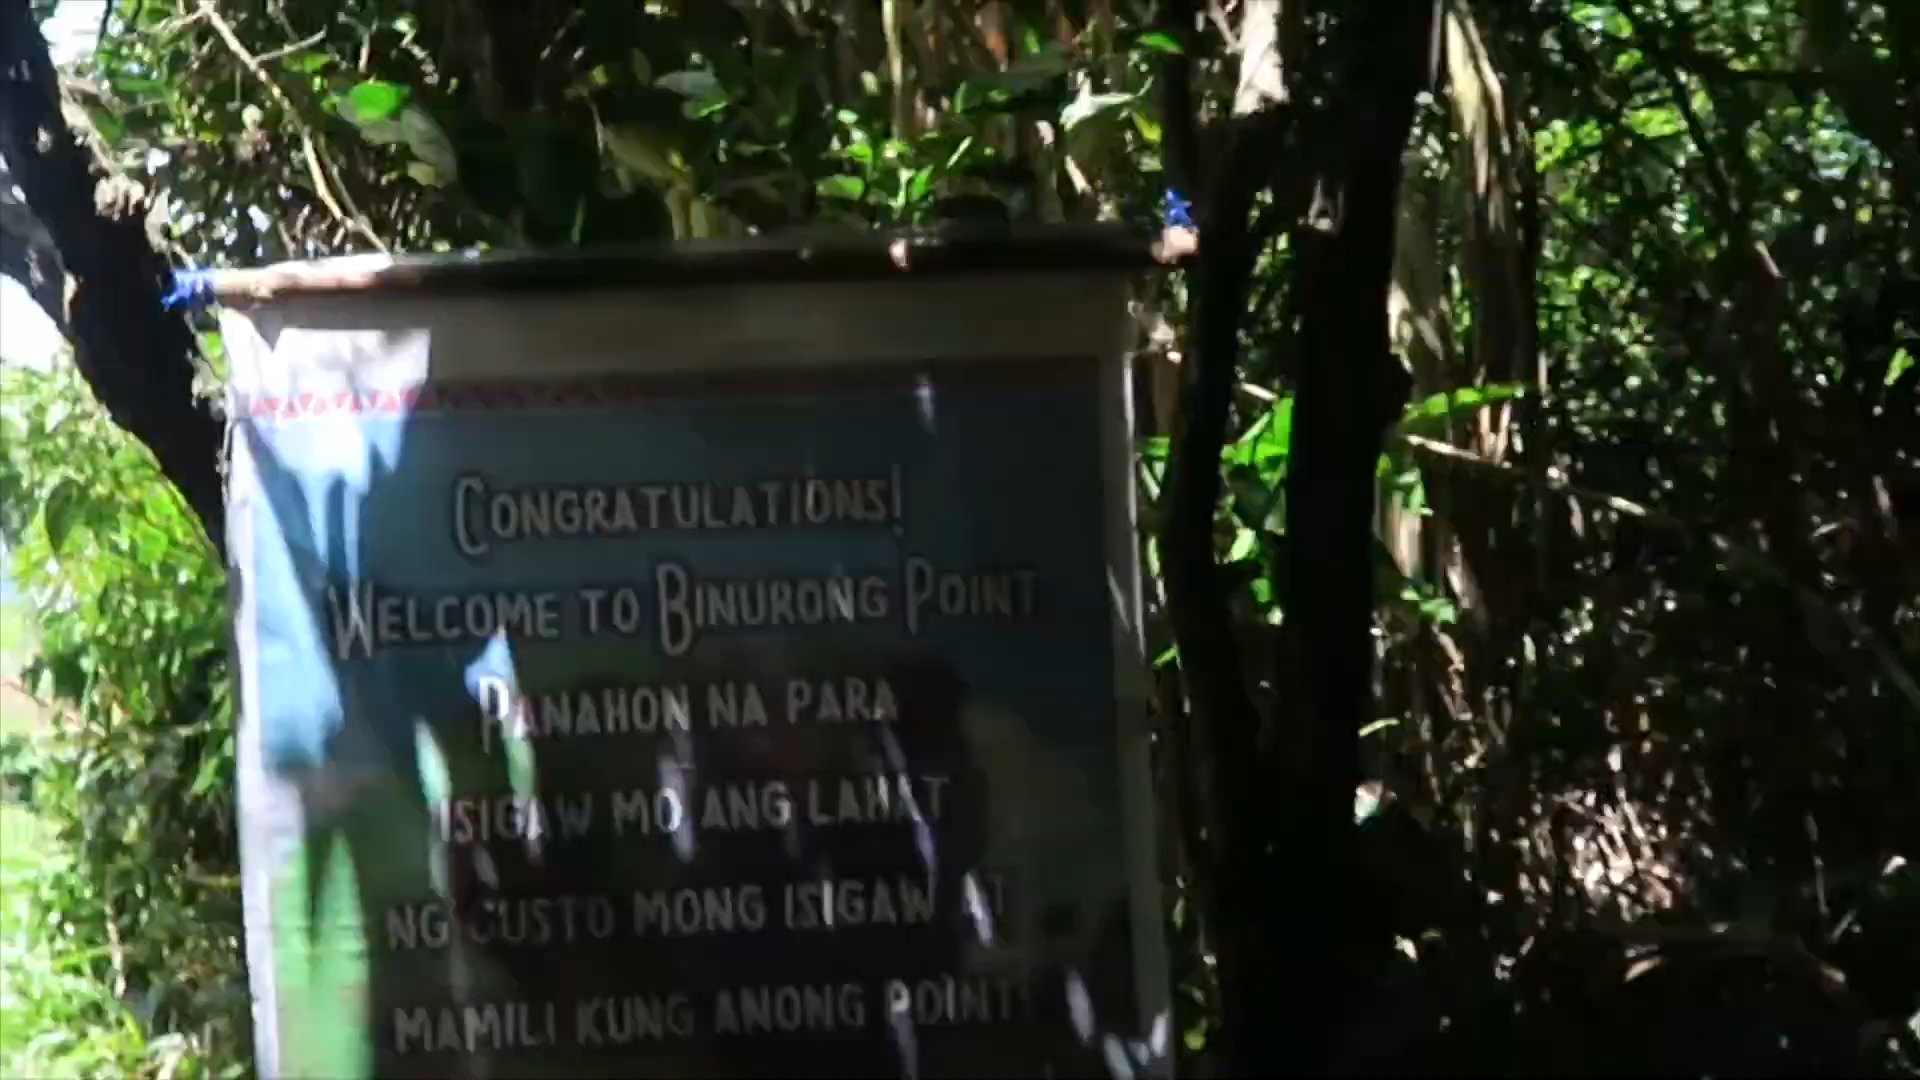 CONGRATULATIONS!
WELCOME TO BINURONG POINT
PANAHON NA PARA
ISIGAW MO ANG LAHAT
NG GUSTO MONG ISIGAW AT
MAMILI KUNG ANONG POINT